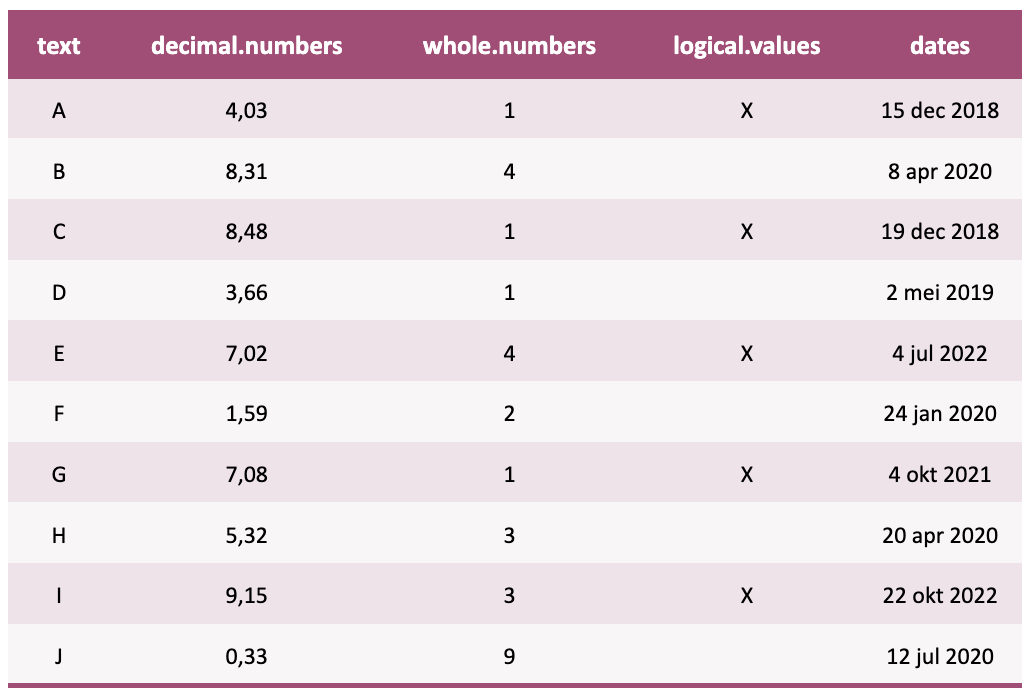 text decimal.numbers whole.numbers logical.values dates
A 4,03 1 X 15 dec 2018
B 8,31 4 8 apr 2020
C 8,48 1 X 19 dec 2018
D 3,66 1 2 mei 2019
E 7,02 4 X 4 jul 2022
F 1,59 2 24 jan 2020
G 7,08 1 X 4 okt 2021
H 5,32 3 20 apr 2020
I 9,15 3 X 22 okt 2022
J 0,33 9 12 jul 2020